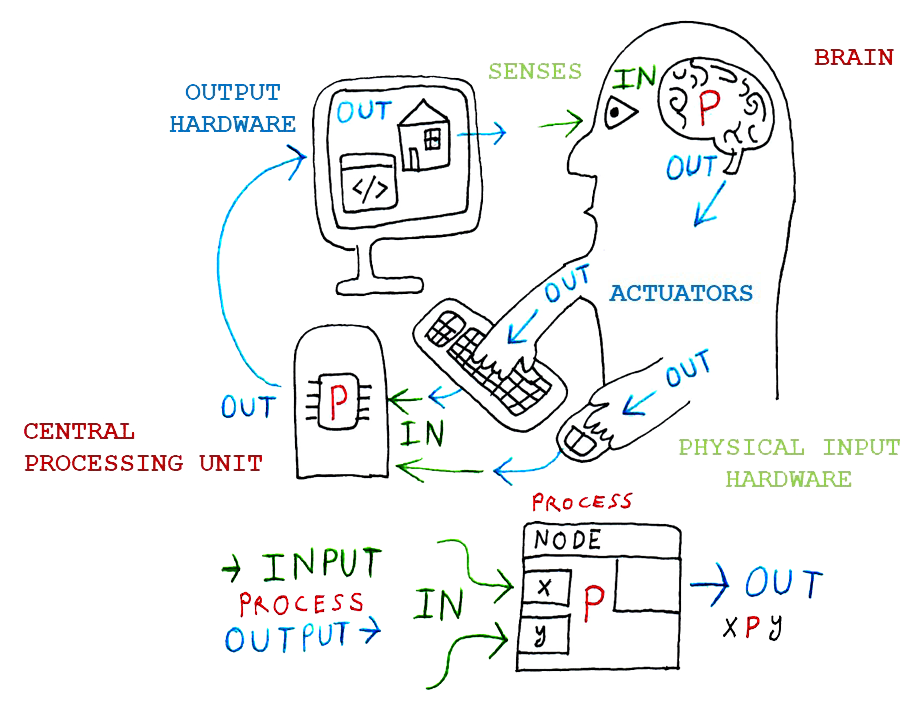 BRAIN
SENSES
IN
OUTPUT
HARDWARE
OUT
P
</>
OUT
OUT
ACTUATORS
OUT
P
OUT
IN
CENTRAL
PROCESSING UNIT
PHYSICAL INPUT
HARDWARE
PROCESS
NODE
→ INPUT
PROCESS
OUTPUT →
IN
x
P
y
→ OUT
x P y